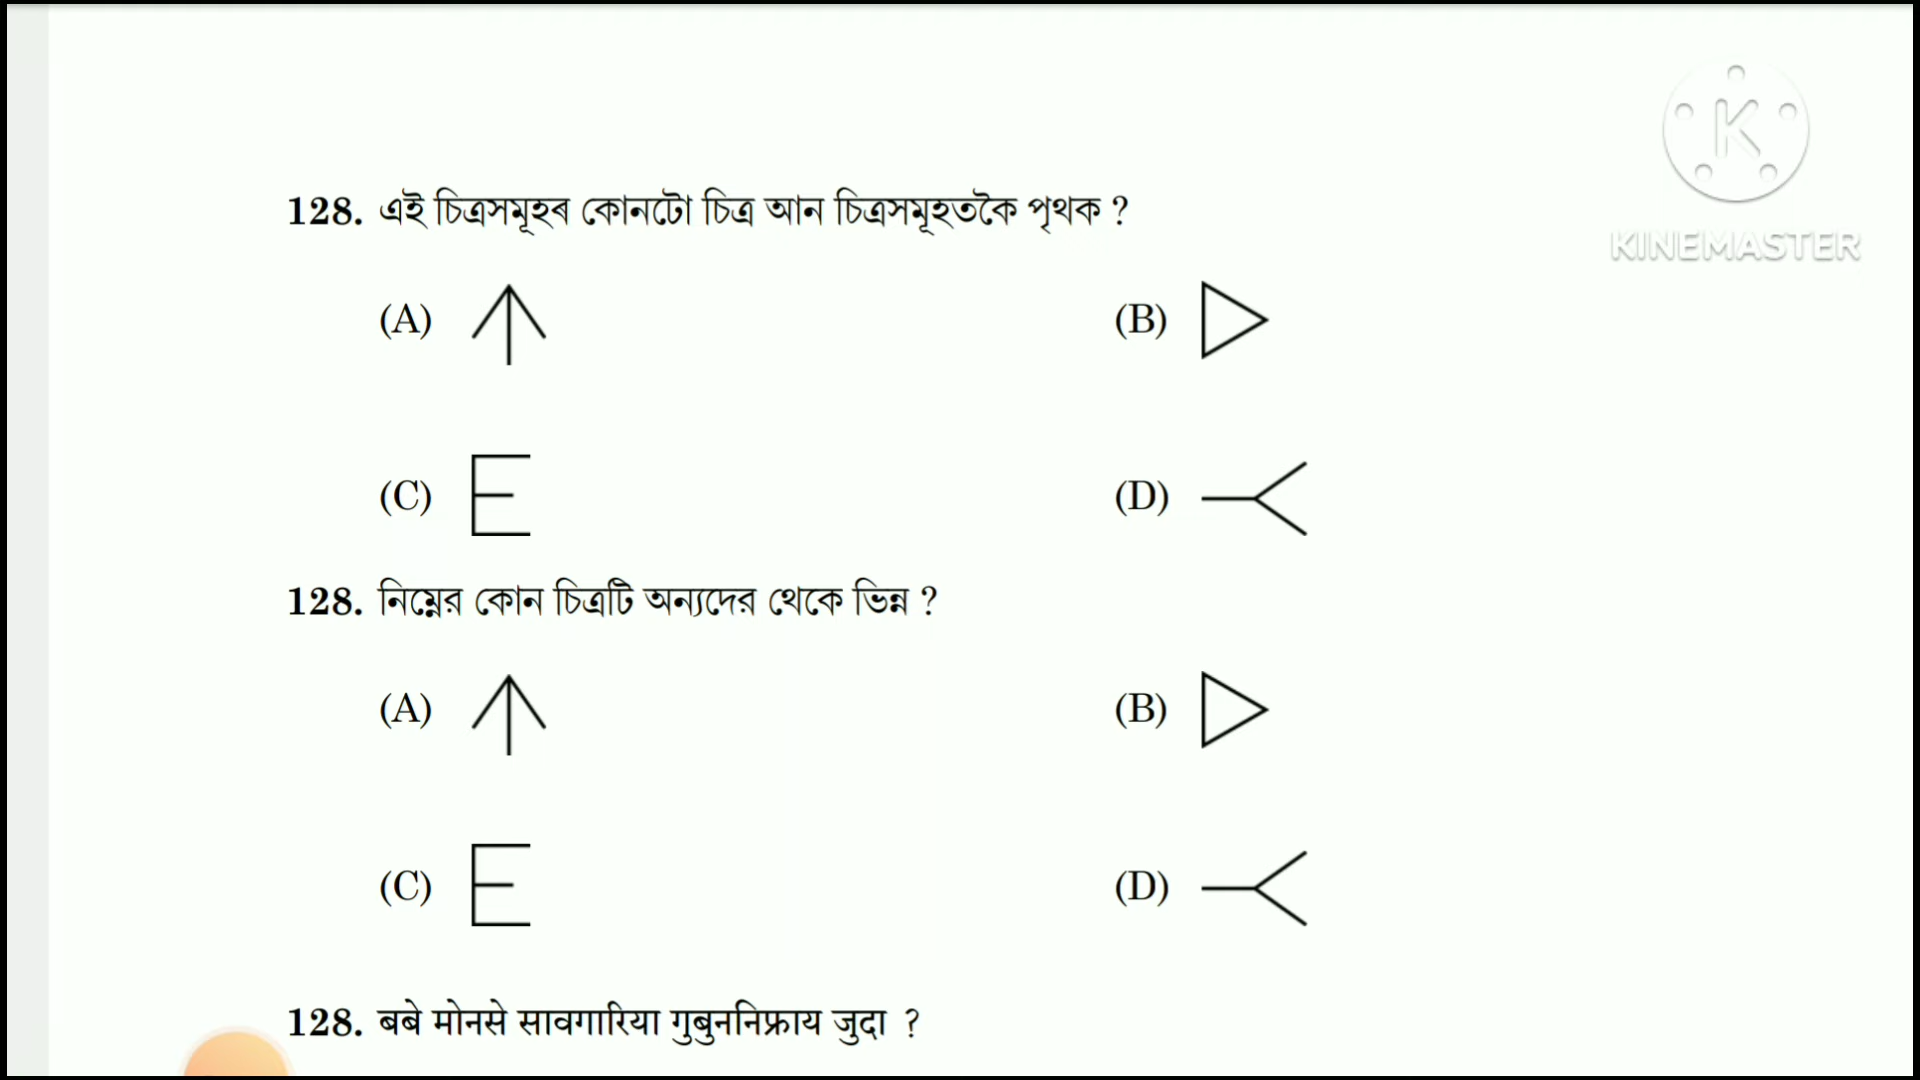 K
KINEMASTER
128. এই চিত্ৰসমূহৰ কোনটো চিত্ৰ আন চিত্ৰসমূহতকৈ পৃথক ?
(A) (B)
(C) E (D)
128. নিম্নের কোন চিত্রটি অন্যদের থেকে ভিন্ন ?
(A) (B)
(C) E (D)
128. बबे मोनसे सावगारिया गुबुननिफ्राय जुदा ?